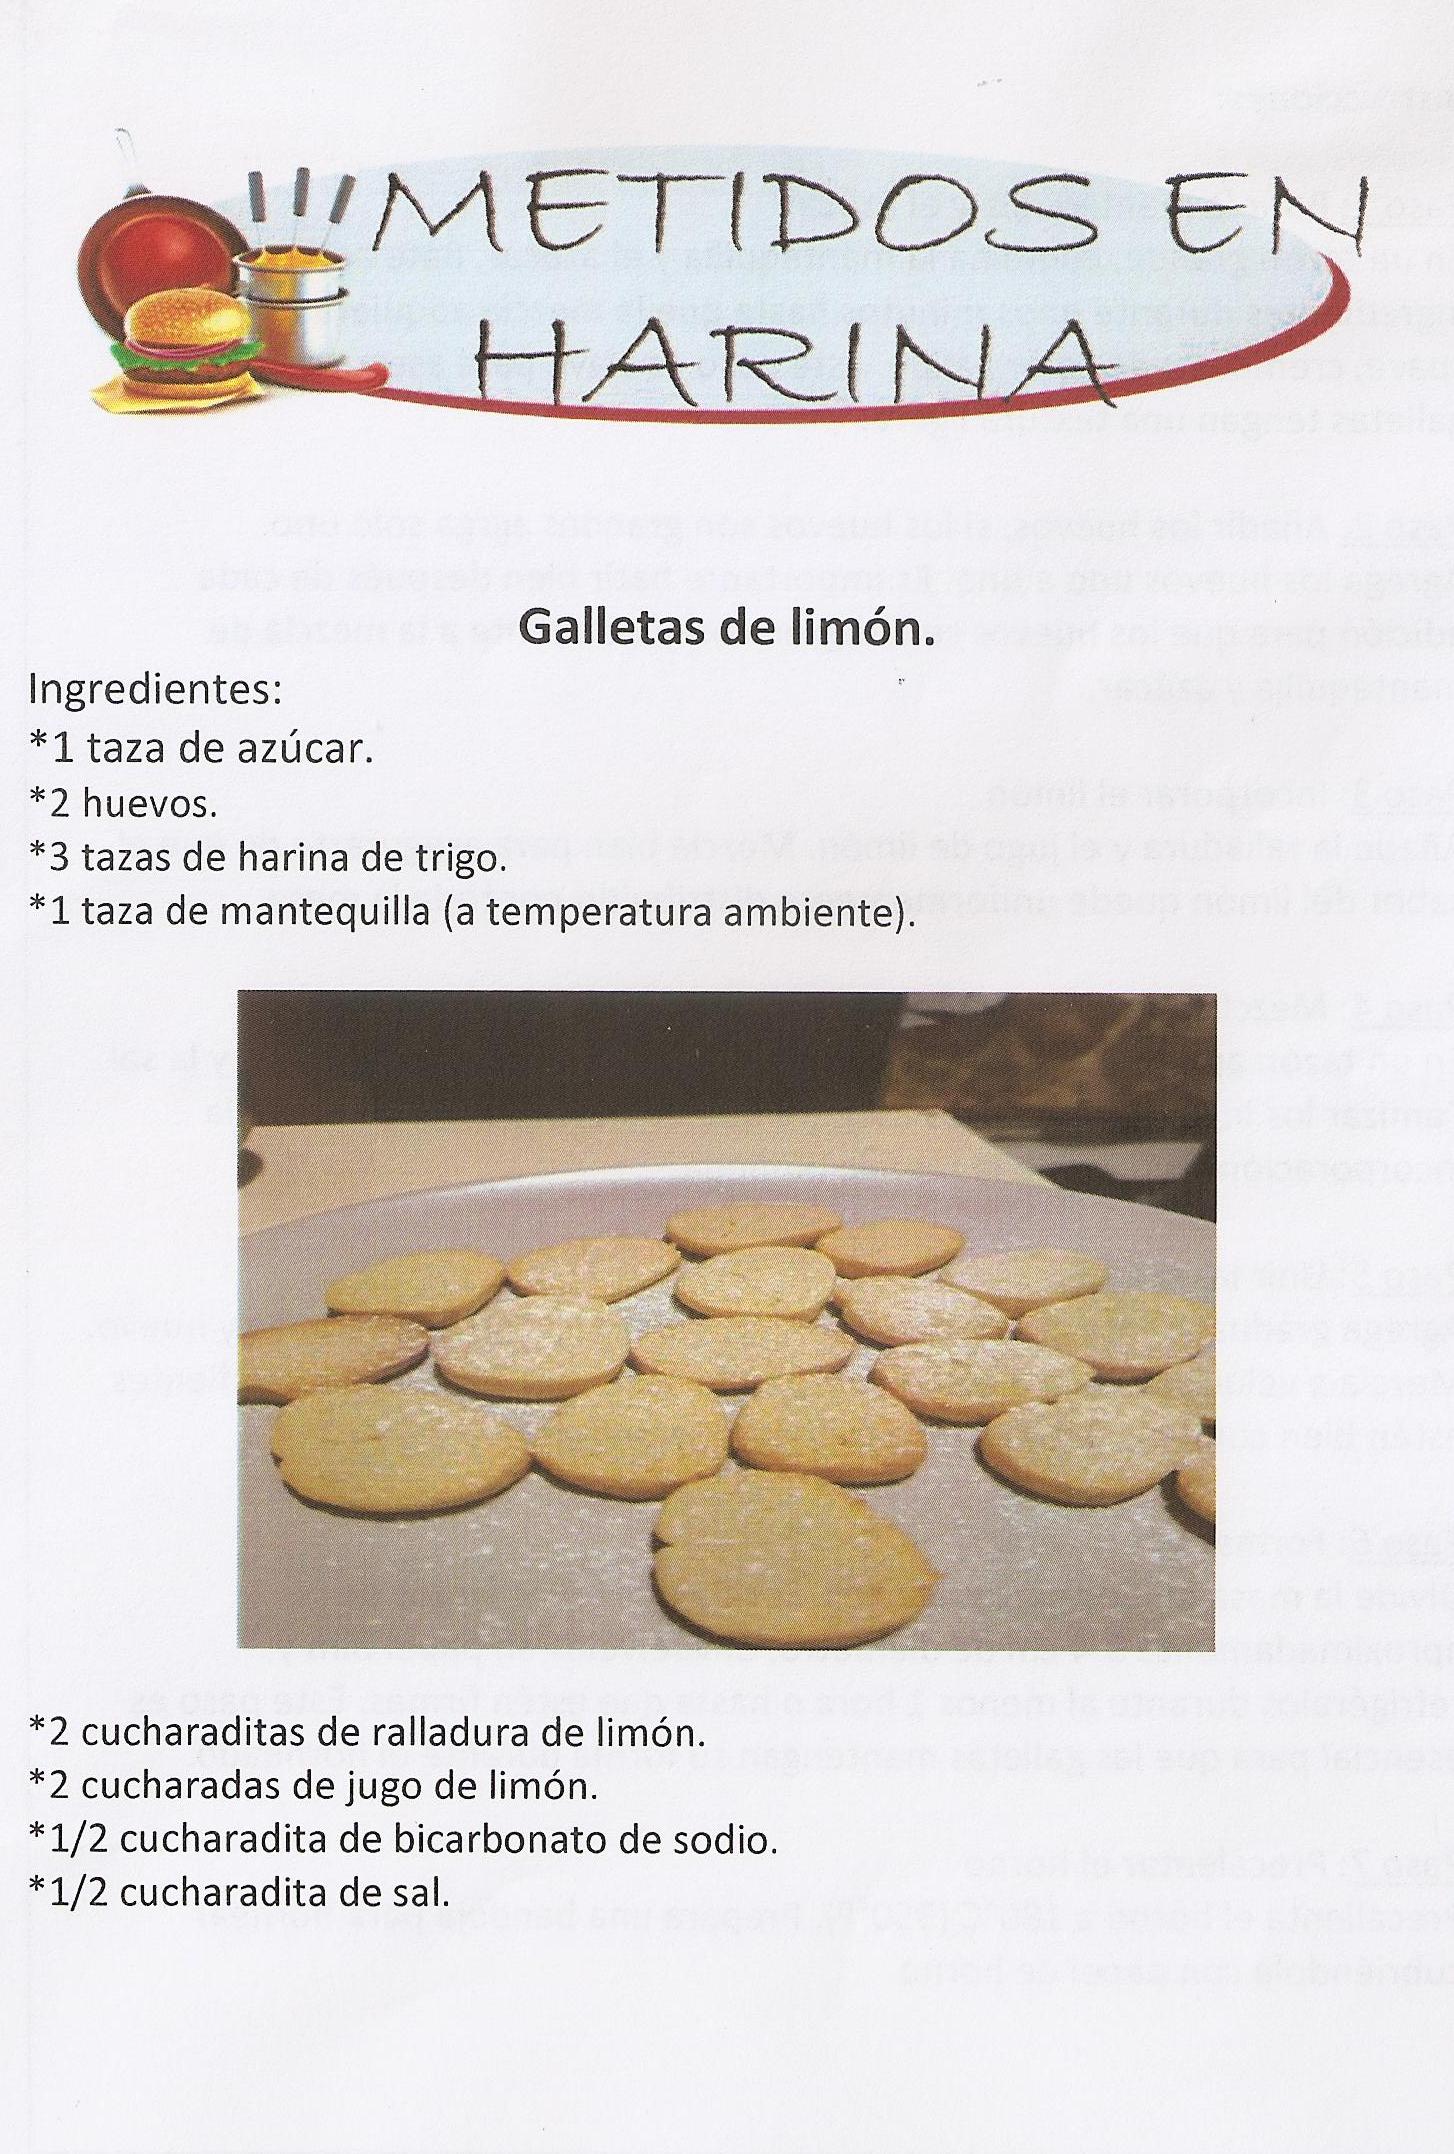 METIDOS EN
HARINA
Galletas de limón.
Ingredientes:
*1 taza de azúcar.
*2 huevos.
*3 tazas de harina de trigo.
*1 taza de mantequilla (a temperatura ambiente).
*2 cucharaditas de ralladura de limón.
*2 cucharadas de jugo de limón.
*1/2 cucharadita de bicarbonato de sodio.
*1/2 cucharadita de sal.